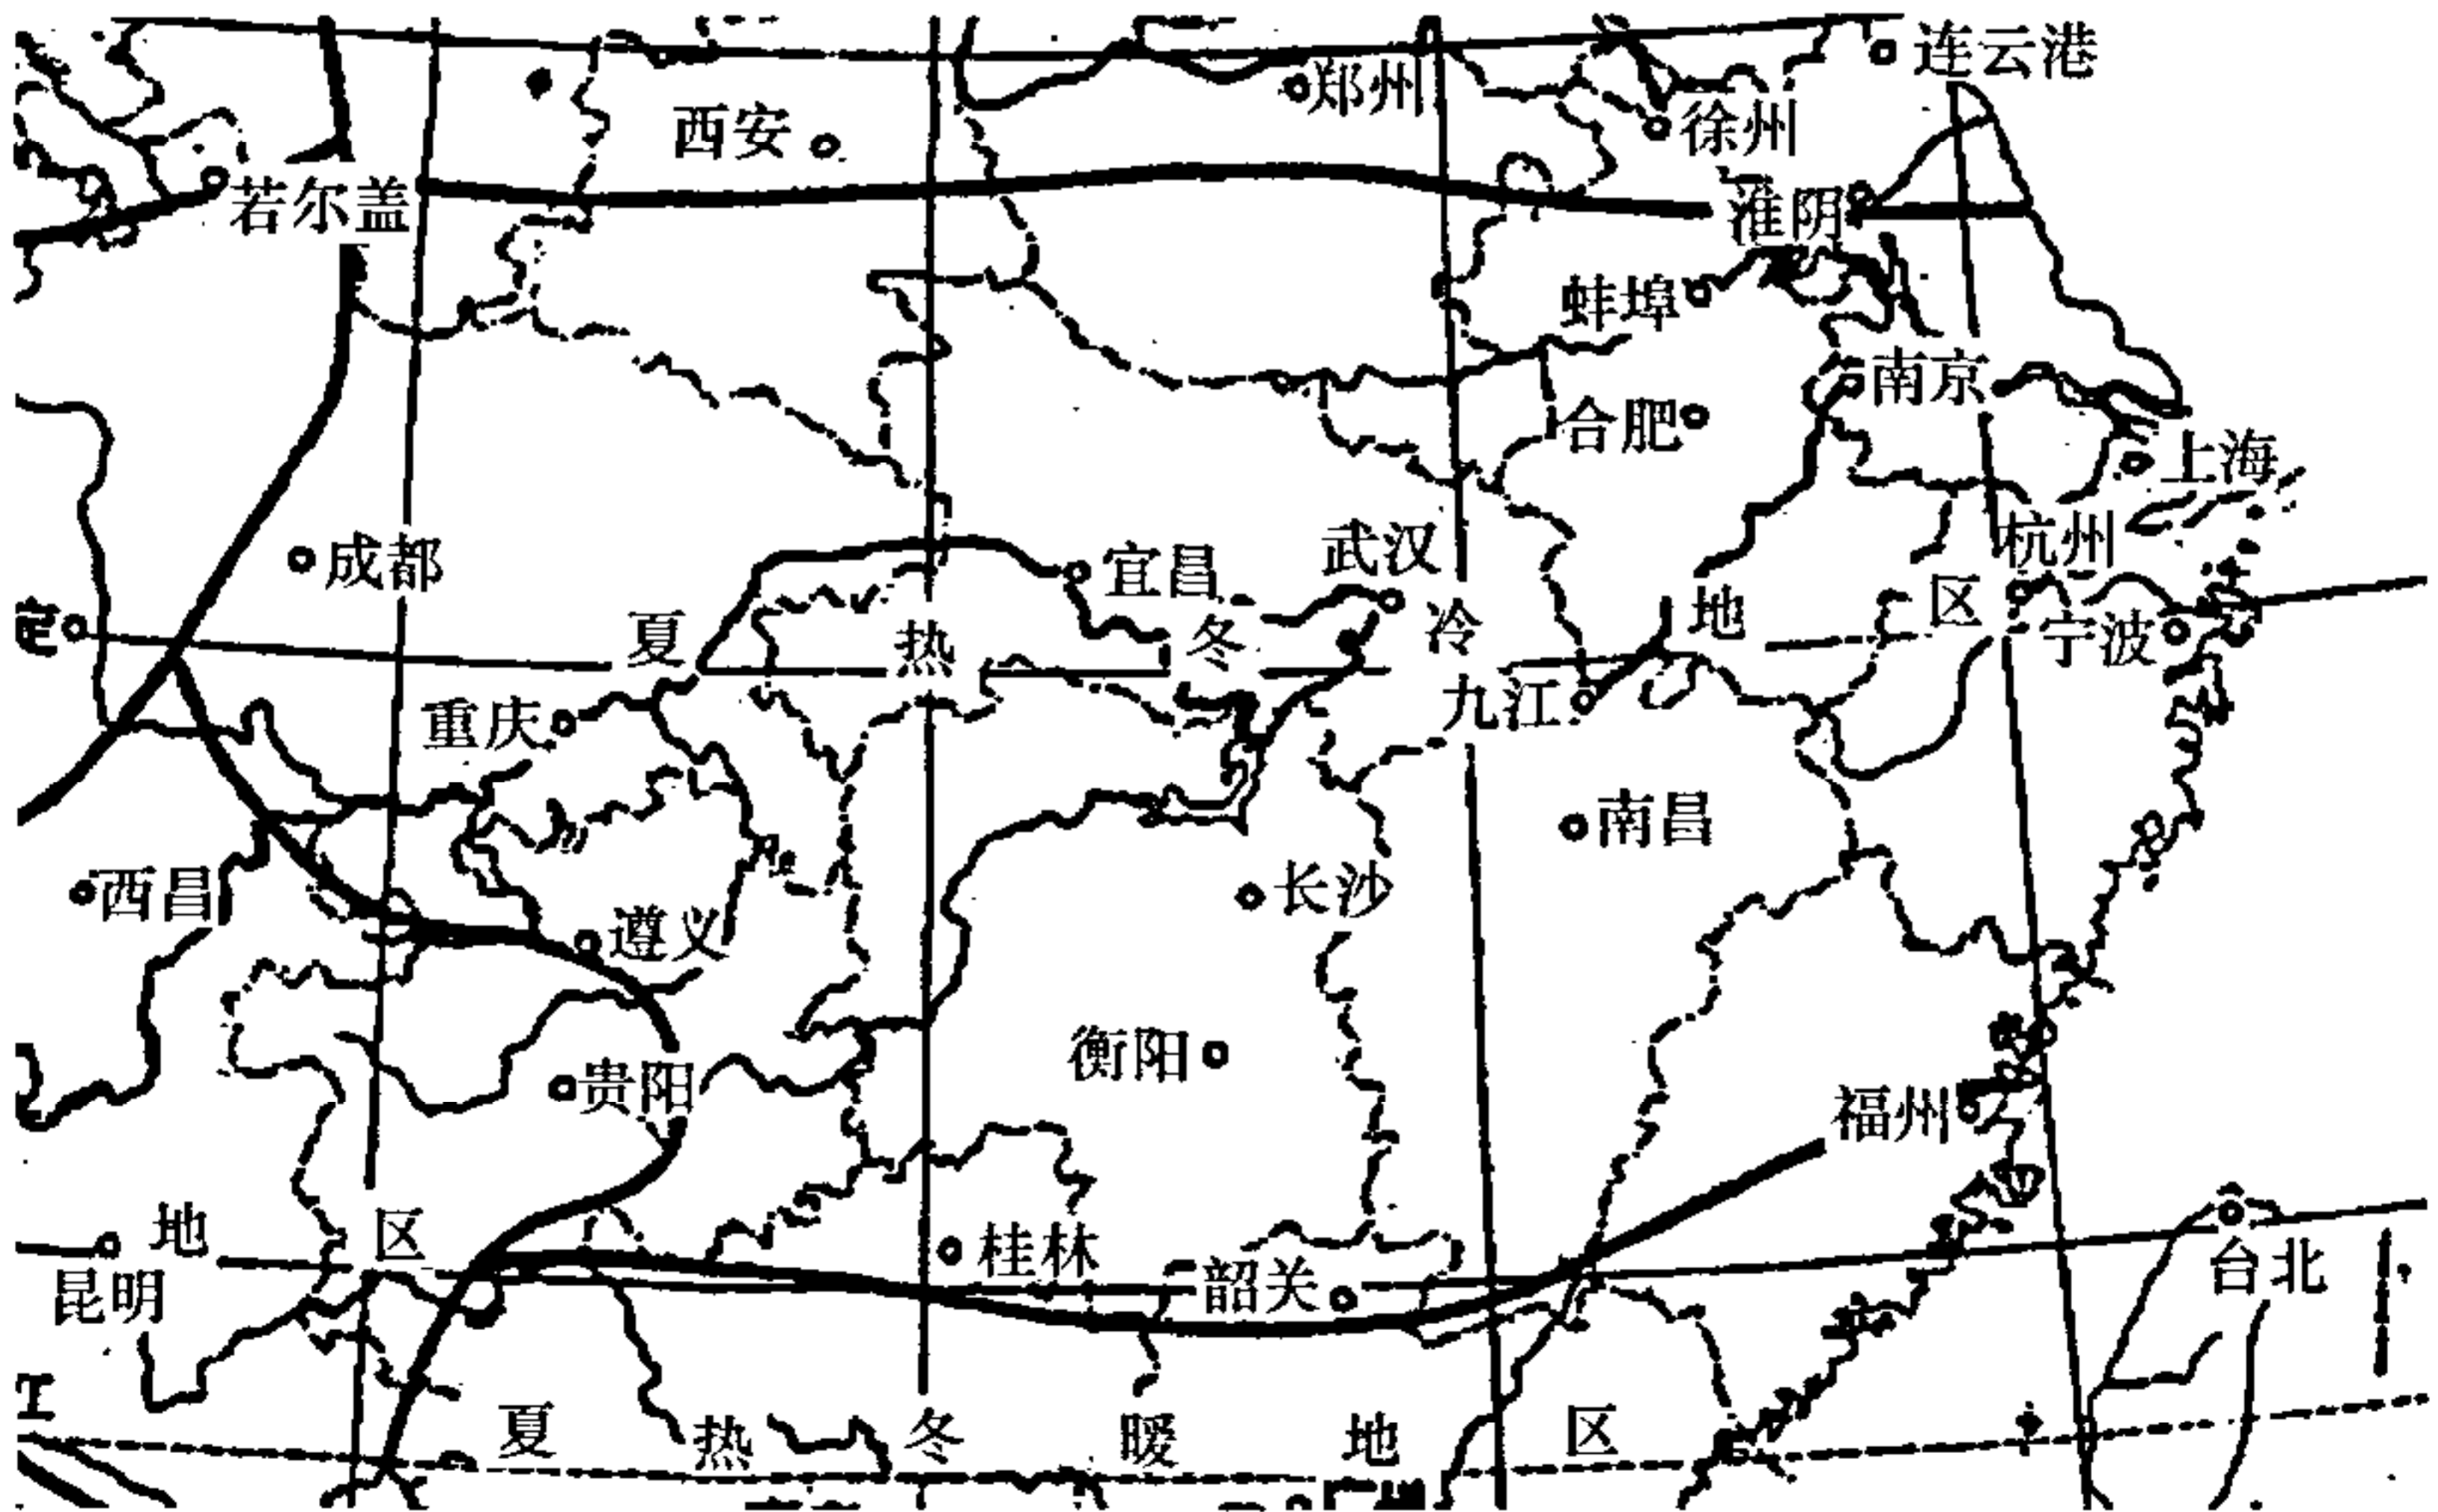 连云港
郑州
西安
徐州
若尔盖
淮阴
蚌埠
南京
合肥
上海
成都
宜昌
武汉
杭州
夏 热 冬 冷 地 区
宁波
重庆
九江
南昌
西昌
长沙
遵义
衡阳
贵阳
福州
地 区
桂林
昆明
韶关
台北
夏 热 冬 暖 地 区